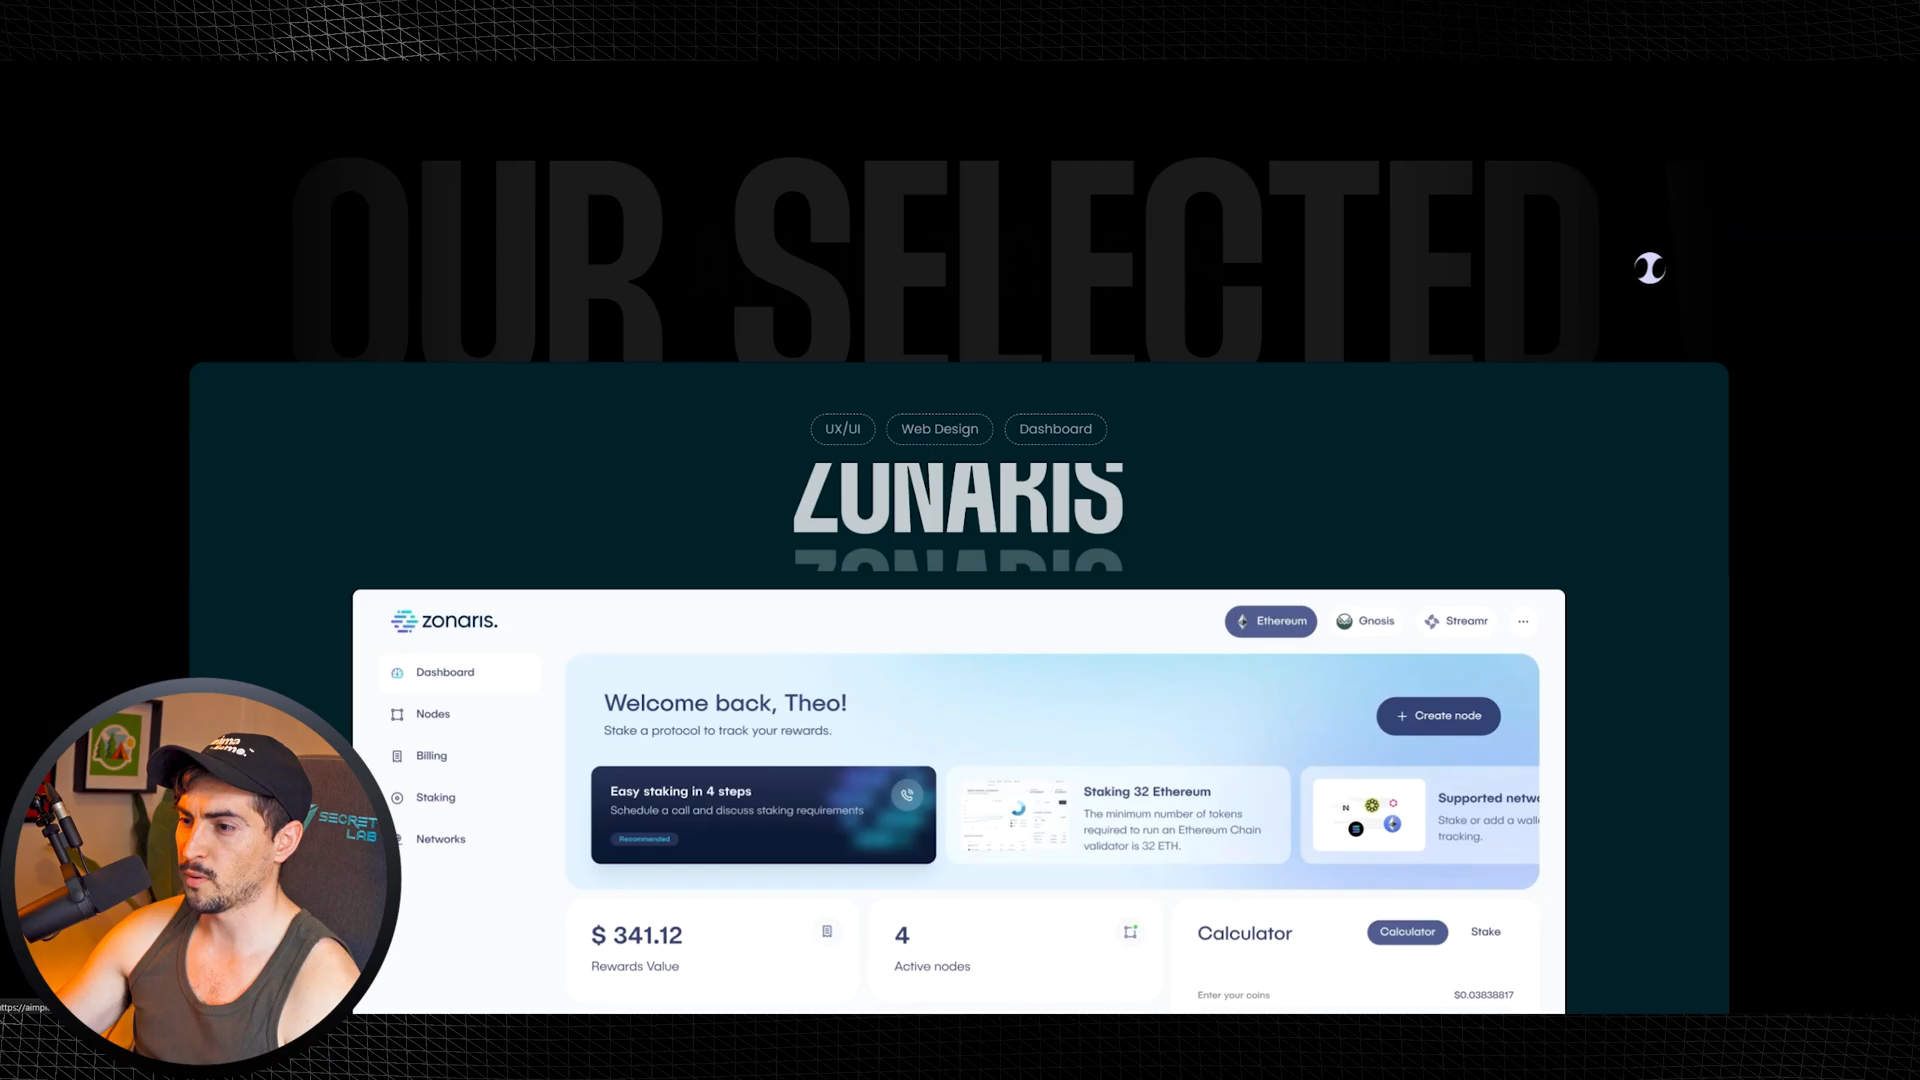 OUR SELECTED
UX/UI
Web Design
Dashboard
ZONARIS
ZONARIS
zonaris.
Ethereum
Gnosis
Streamr
Dashboard
Nodes
Billing
Staking
Networks
Welcome back, Theo!
Stake a protocol to track your rewards.
+ Create node
Easy staking in 4 steps
Schedule a call and discuss staking requirements
Recommended
Staking 32 Ethereum
The minimum number of tokens
required to run an Ethereum Chain
validator is 32 ETH.
Supported netwo
Stake or add a walle
tracking.
$ 341.12
Rewards Value
4
Active nodes
Calculator
Calculator
Stake
Enter your coins
$0.03838817
SECRET
LAB